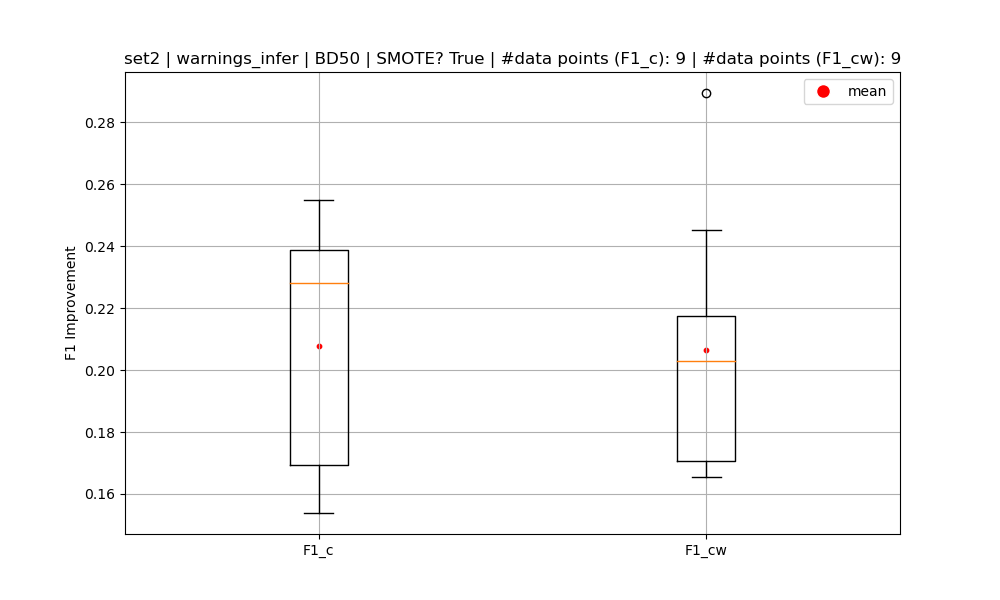 set2 | warnings_infer | BD50 | SMOTE? True | #data points (F1_c): 9 | #data points (F1_cw): 9
mean
0.28
0.26
0.24
0.22
0.20
0.18
0.16
F1 Improvement
F1_c
F1_cw